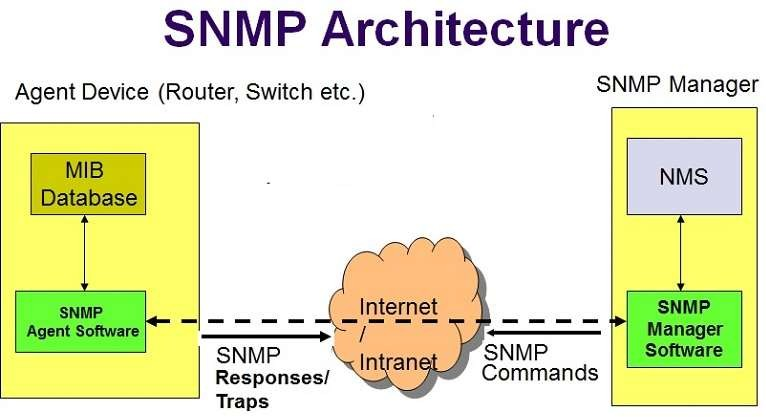 SNMP Architecture
Agent Device (Router, Switch etc.)
SNMP Manager
MIB
Database
NMS
SNMP
Agent Software
Internet
/
Intranet
SNMP
Manager
Software
SNMP
Responses/
Traps
SNMP
Commands